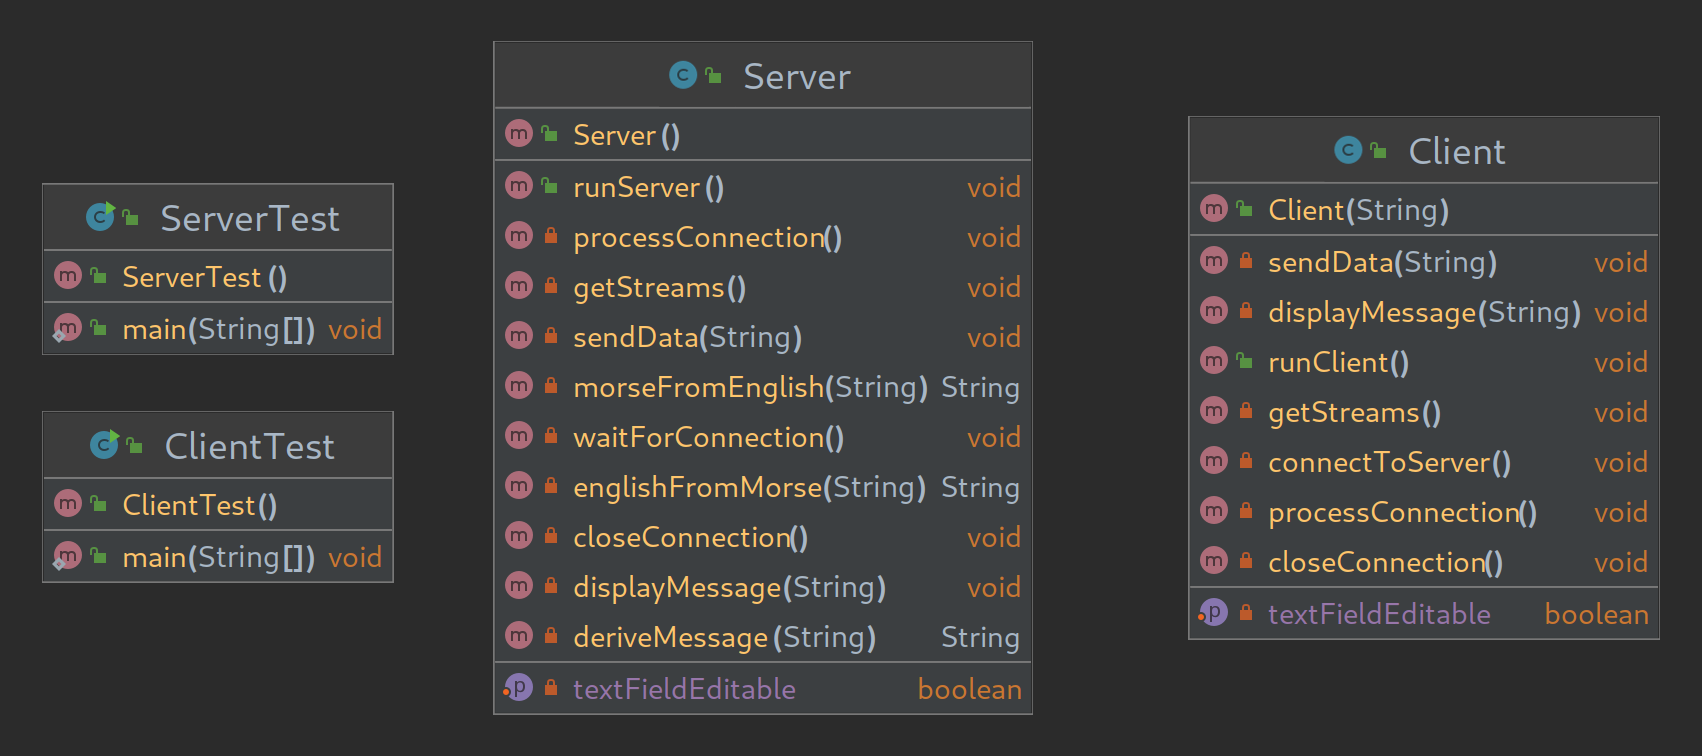 ServerTest
ServerTest()
main(String[]) void
ClientTest
ClientTest()
main(String[]) void
Server
Server()
runServer() void
processConnection() void
getStreams() void
sendData(String) void
morseFromEnglish(String) String
waitForConnection() void
englishFromMorse(String) String
closeConnection() void
displayMessage(String) void
deriveMessage(String) String
textFieldEditable boolean
Client
Client(String)
sendData(String) void
displayMessage(String) void
runClient() void
getStreams() void
connectToServer() void
processConnection() void
closeConnection() void
textFieldEditable boolean